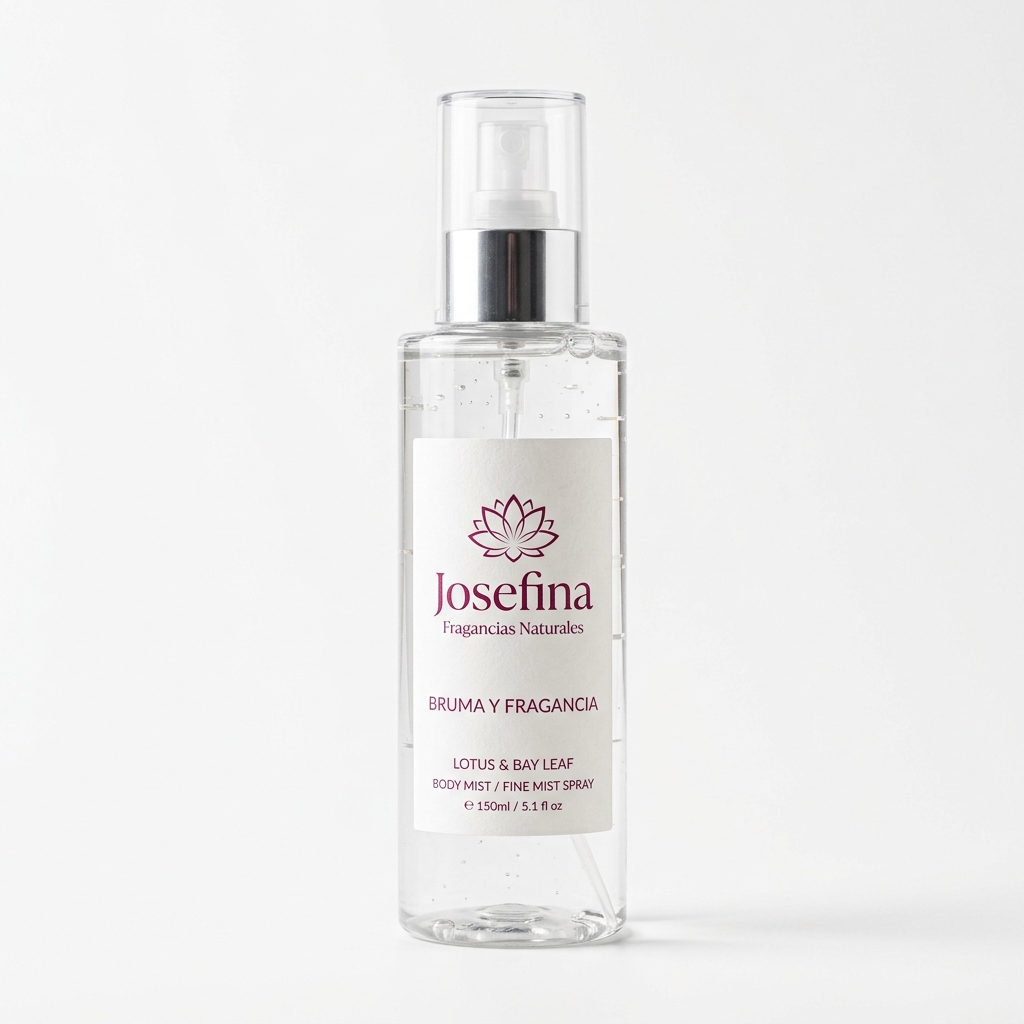 Josefina
Fragancias Naturales
BRUMA Y FRAGANCIA
LOTUS & BAY LEAF
BODY MIST / FINE MIST SPRAY
℮ 150ml / 5.1 fl oz